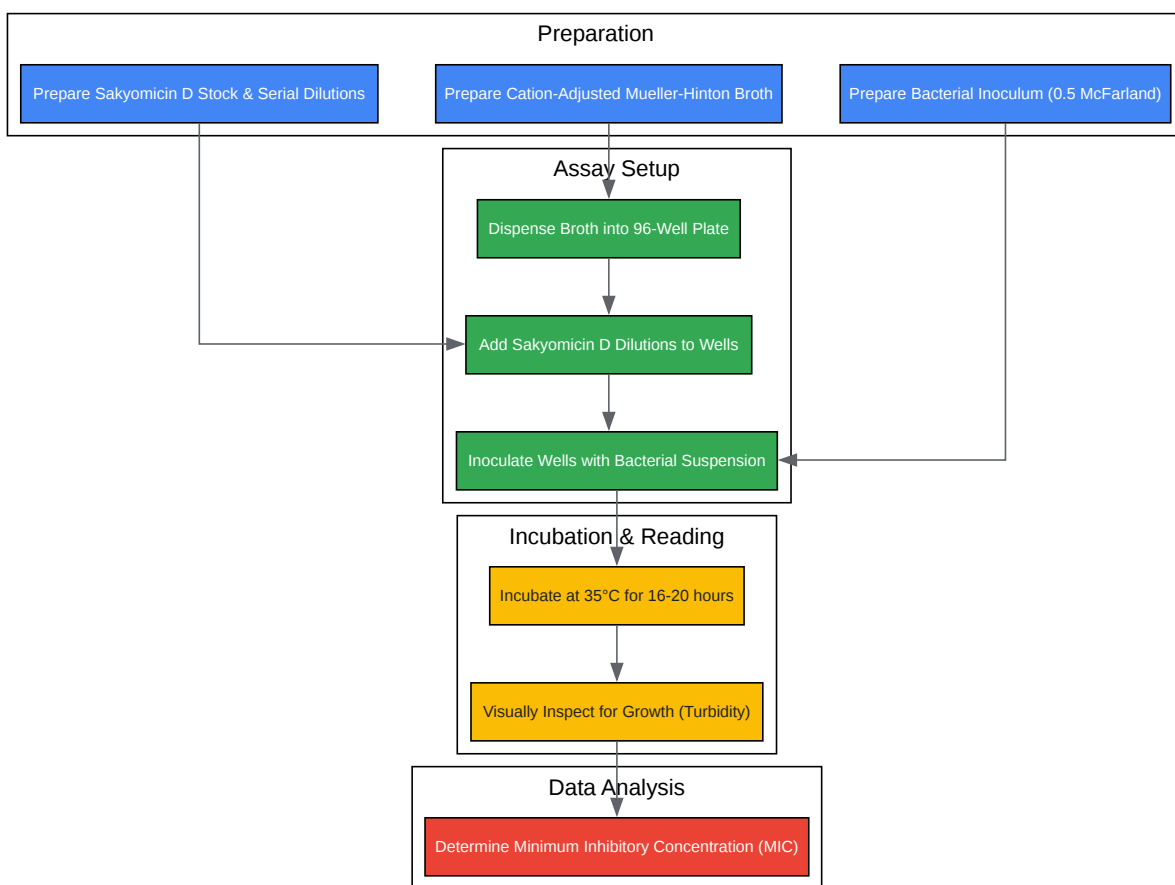 Preparation
Prepare Sakyomicin D Stock & Serial Dilutions
Prepare Cation-Adjusted Mueller-Hinton Broth
Prepare Bacterial Inoculum (0.5 McFarland)
Assay Setup
Dispense Broth into 96-Well Plate
Add Sakyomicin D Dilutions to Wells
Inoculate Wells with Bacterial Suspension
Incubation & Reading
Incubate at 35°C for 16-20 hours
Visually Inspect for Growth (Turbidity)
Data Analysis
Determine Minimum Inhibitory Concentration (MIC)